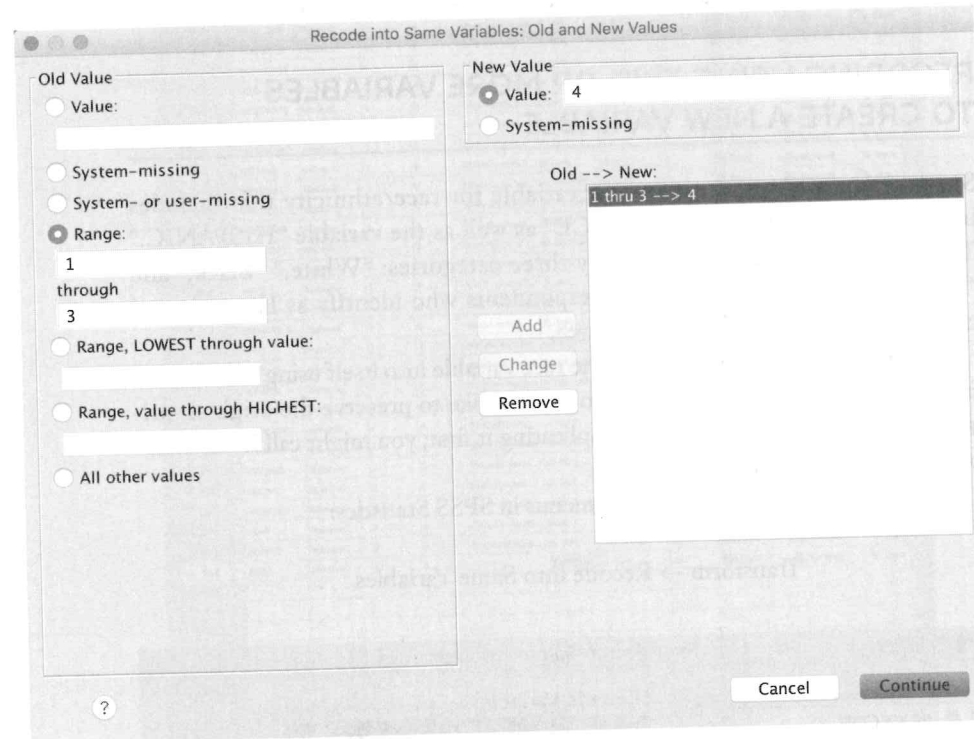 Recode into Same Variables: Old and New Values
Old Value
Value:
System-missing
System- or user-missing
Range:
1
through
3
Range, LOWEST through value:
Range, value through HIGHEST:
All other values
New Value
Value: 4
System-missing
Old --> New:
1 thru 3 --> 4
Add
Change
Remove
?
Cancel
Continue